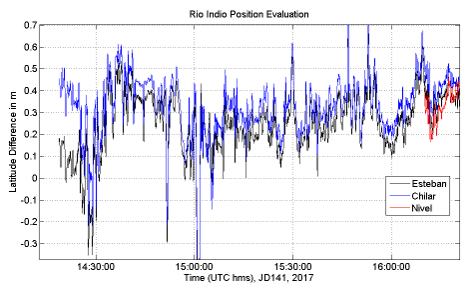 Rio Indio Position Evaluation
Latitude Difference in m
0.7
0.6
0.5
0.4
0.3
0.2
0.1
0
-0.1
-0.2
-0.3
Esteban
Chilar
Nivel
14:30:00
15:00:00
15:30:00
16:00:00
Time (UTC hms), JD141, 2017